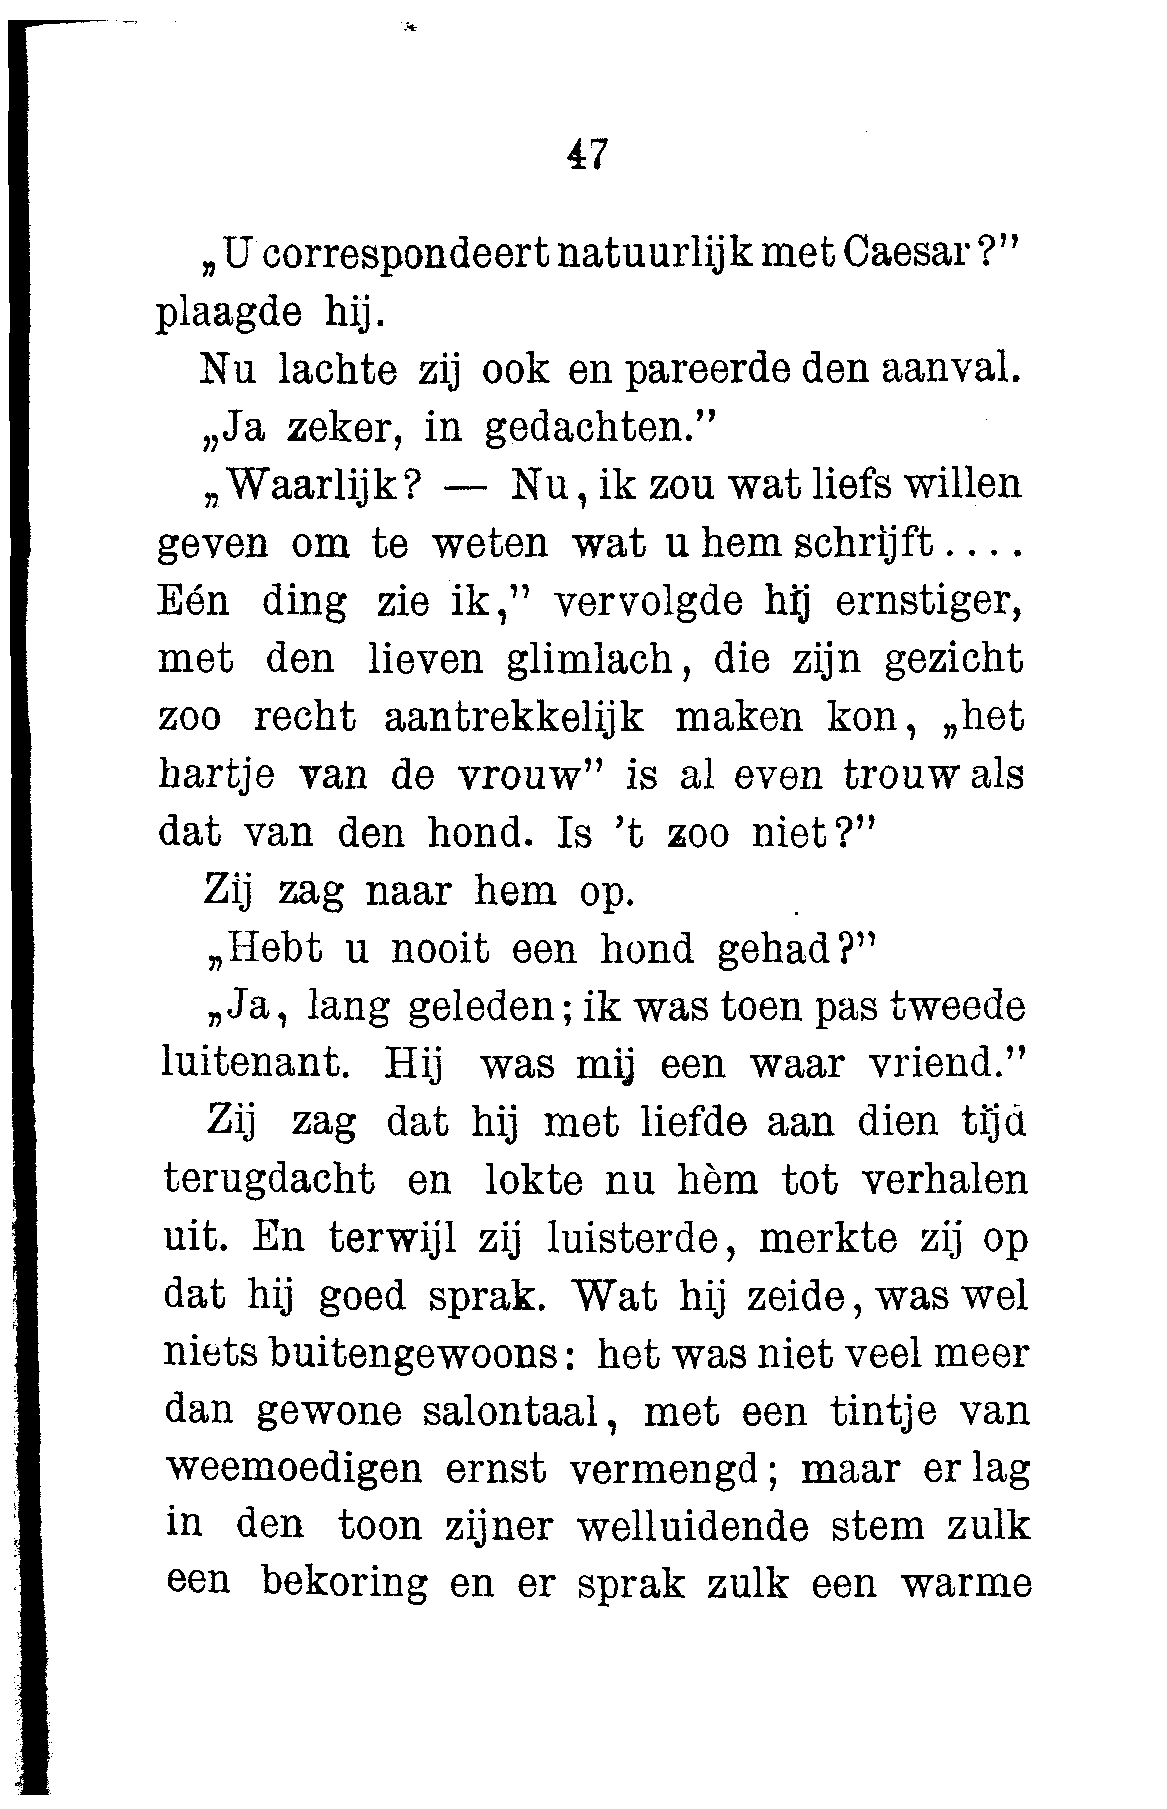 47
„U correspondeert natuurlijk met Caesar?”
plaagde hij.
Nu lachte zij ook en pareerde den aanval.
„Ja zeker, in gedachten.”
„Waarlijk? — Nu, ik zou wat liefs willen
geven om te weten wat u hem schrijft....
Eén ding zie ik,” vervolgde hij ernstiger,
met den lieven glimlach, die zijn gezicht
zoo recht aantrekkelijk maken kon, „het
hartje van de vrouw” is al even trouw als
dat van den hond. Is ’t zoo niet?”
Zij zag naar hem op.
„Hebt u nooit een hond gehad?”
„Ja, lang geleden; ik was toen pas tweede
luitenant. Hij was mij een waar vriend.”
Zij zag dat hij met liefde aan dien tijd
terugdacht en lokte nu hèm tot verhalen
uit. En terwijl zij luisterde, merkte zij op
dat hij goed sprak. Wat hij zeide, was wel
niets buitengewoons: het was niet veel meer
dan gewone salontaal, met een tintje van
weemoedigen ernst vermengd; maar er lag
in den toon zijner welluidende stem zulk
een bekoring en er sprak zulk een warme